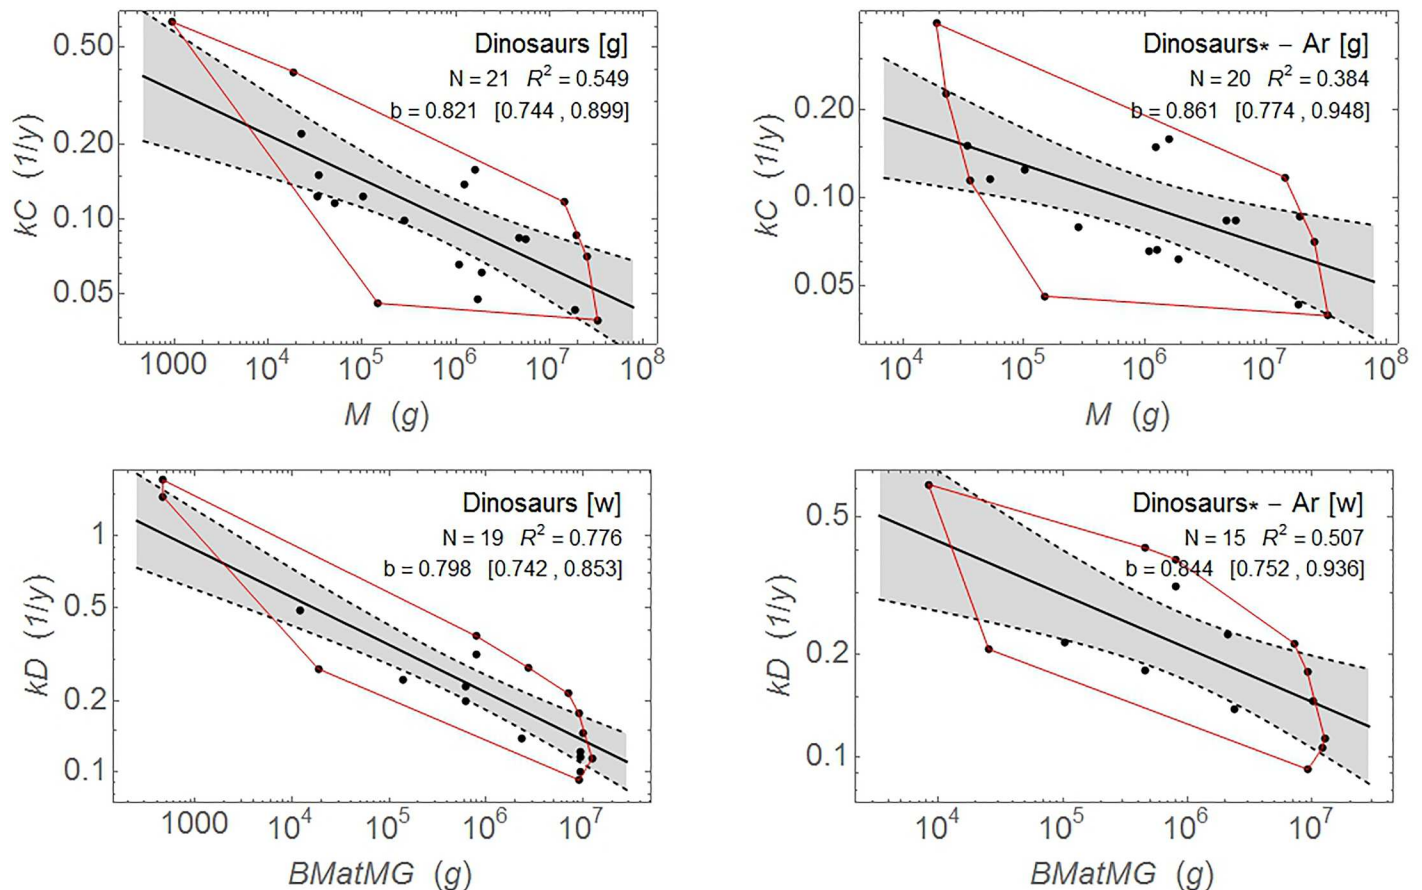 Dinosaurs [g]
N = 21 R² = 0.549
b = 0.821 [0.744 , 0.899]
kC (1/y)
0.50
0.20
0.10
0.05
1000 10⁴ 10⁵ 10⁶ 10⁷ 10⁸
M (g)
Dinosaurs* – Ar [g]
N = 20 R² = 0.384
b = 0.861 [0.774 , 0.948]
kC (1/y)
0.20
0.10
0.05
10⁴ 10⁵ 10⁶ 10⁷ 10⁸
M (g)
Dinosaurs [w]
N = 19 R² = 0.776
b = 0.798 [0.742 , 0.853]
kD (1/y)
1
0.5
0.2
0.1
1000 10⁴ 10⁵ 10⁶ 10⁷
BMatMG (g)
Dinosaurs* – Ar [w]
N = 15 R² = 0.507
b = 0.844 [0.752 , 0.936]
kD (1/y)
0.5
0.2
0.1
10⁴ 10⁵ 10⁶ 10⁷
BMatMG (g)